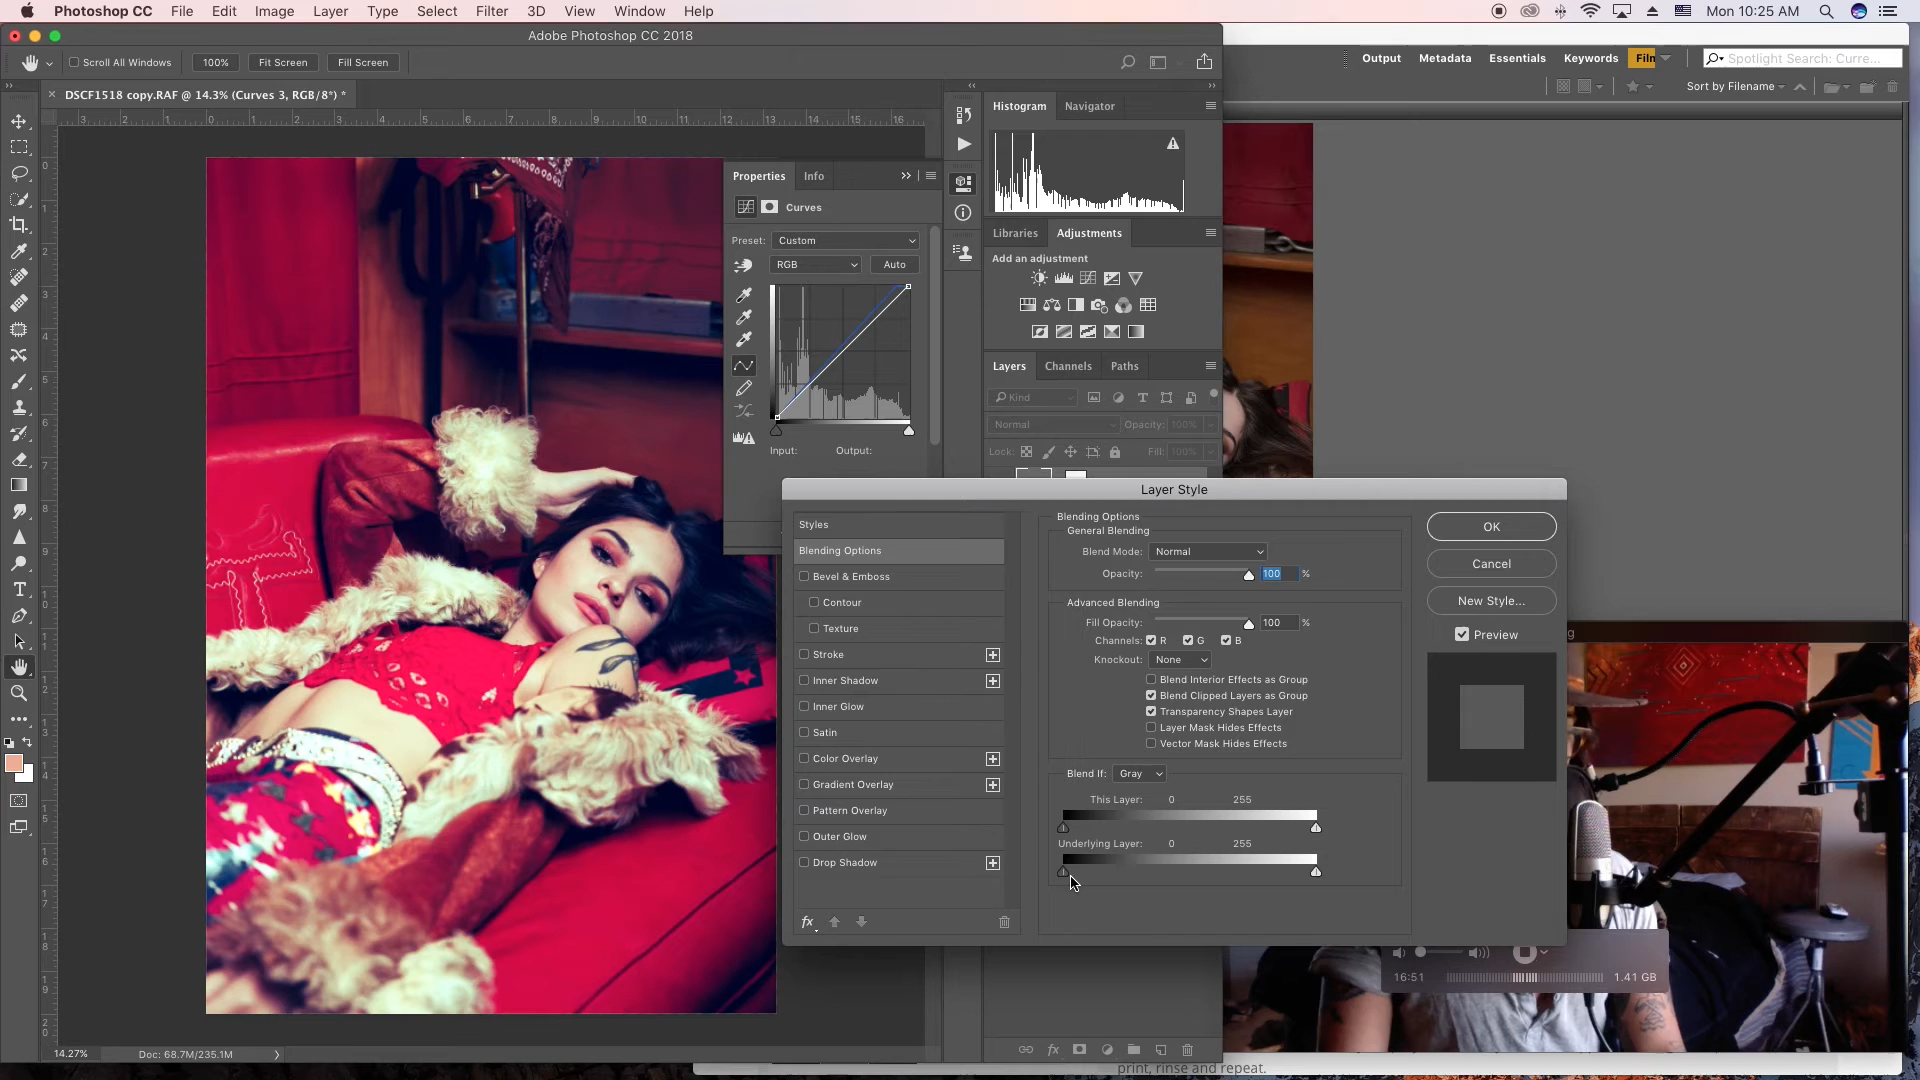 Photoshop CC File Edit Image Layer Type Select Filter 3D View Window Help Mon 10:25 AM
Adobe Photoshop CC 2018
Scroll All Windows 100% Fit Screen Fill Screen
Output Metadata Essentials Keywords Film Spotlight Search: Curre...
Sort by Filename
DSCF1518 copy.RAF @ 14.3% (Curves 3, RGB/8*) *
Histogram Navigator
Properties Info
Curves
Preset: Custom
RGB Auto
Input: Output:
Libraries Adjustments
Add an adjustment
Layers Channels Paths
Kind
Normal Opacity: 100%
Lock: Fill: 100%
Layer Style
Styles
Blending Options
Bevel & Emboss
Contour
Texture
Stroke
Inner Shadow
Inner Glow
Satin
Color Overlay
Gradient Overlay
Pattern Overlay
Outer Glow
Drop Shadow
fx
Blending Options
General Blending
Blend Mode: Normal
Opacity: 100 %
Advanced Blending
Fill Opacity: 100 %
Channels: R G B
Knockout: None
Blend Interior Effects as Group
Blend Clipped Layers as Group
Transparency Shapes Layer
Layer Mask Hides Effects
Vector Mask Hides Effects
Blend If: Gray
This Layer: 0 255
Underlying Layer: 0 255
OK
Cancel
New Style...
Preview
16:51 1.41 GB
14.27% Doc: 68.7M/235.1M
fx
print, rinse and repeat.